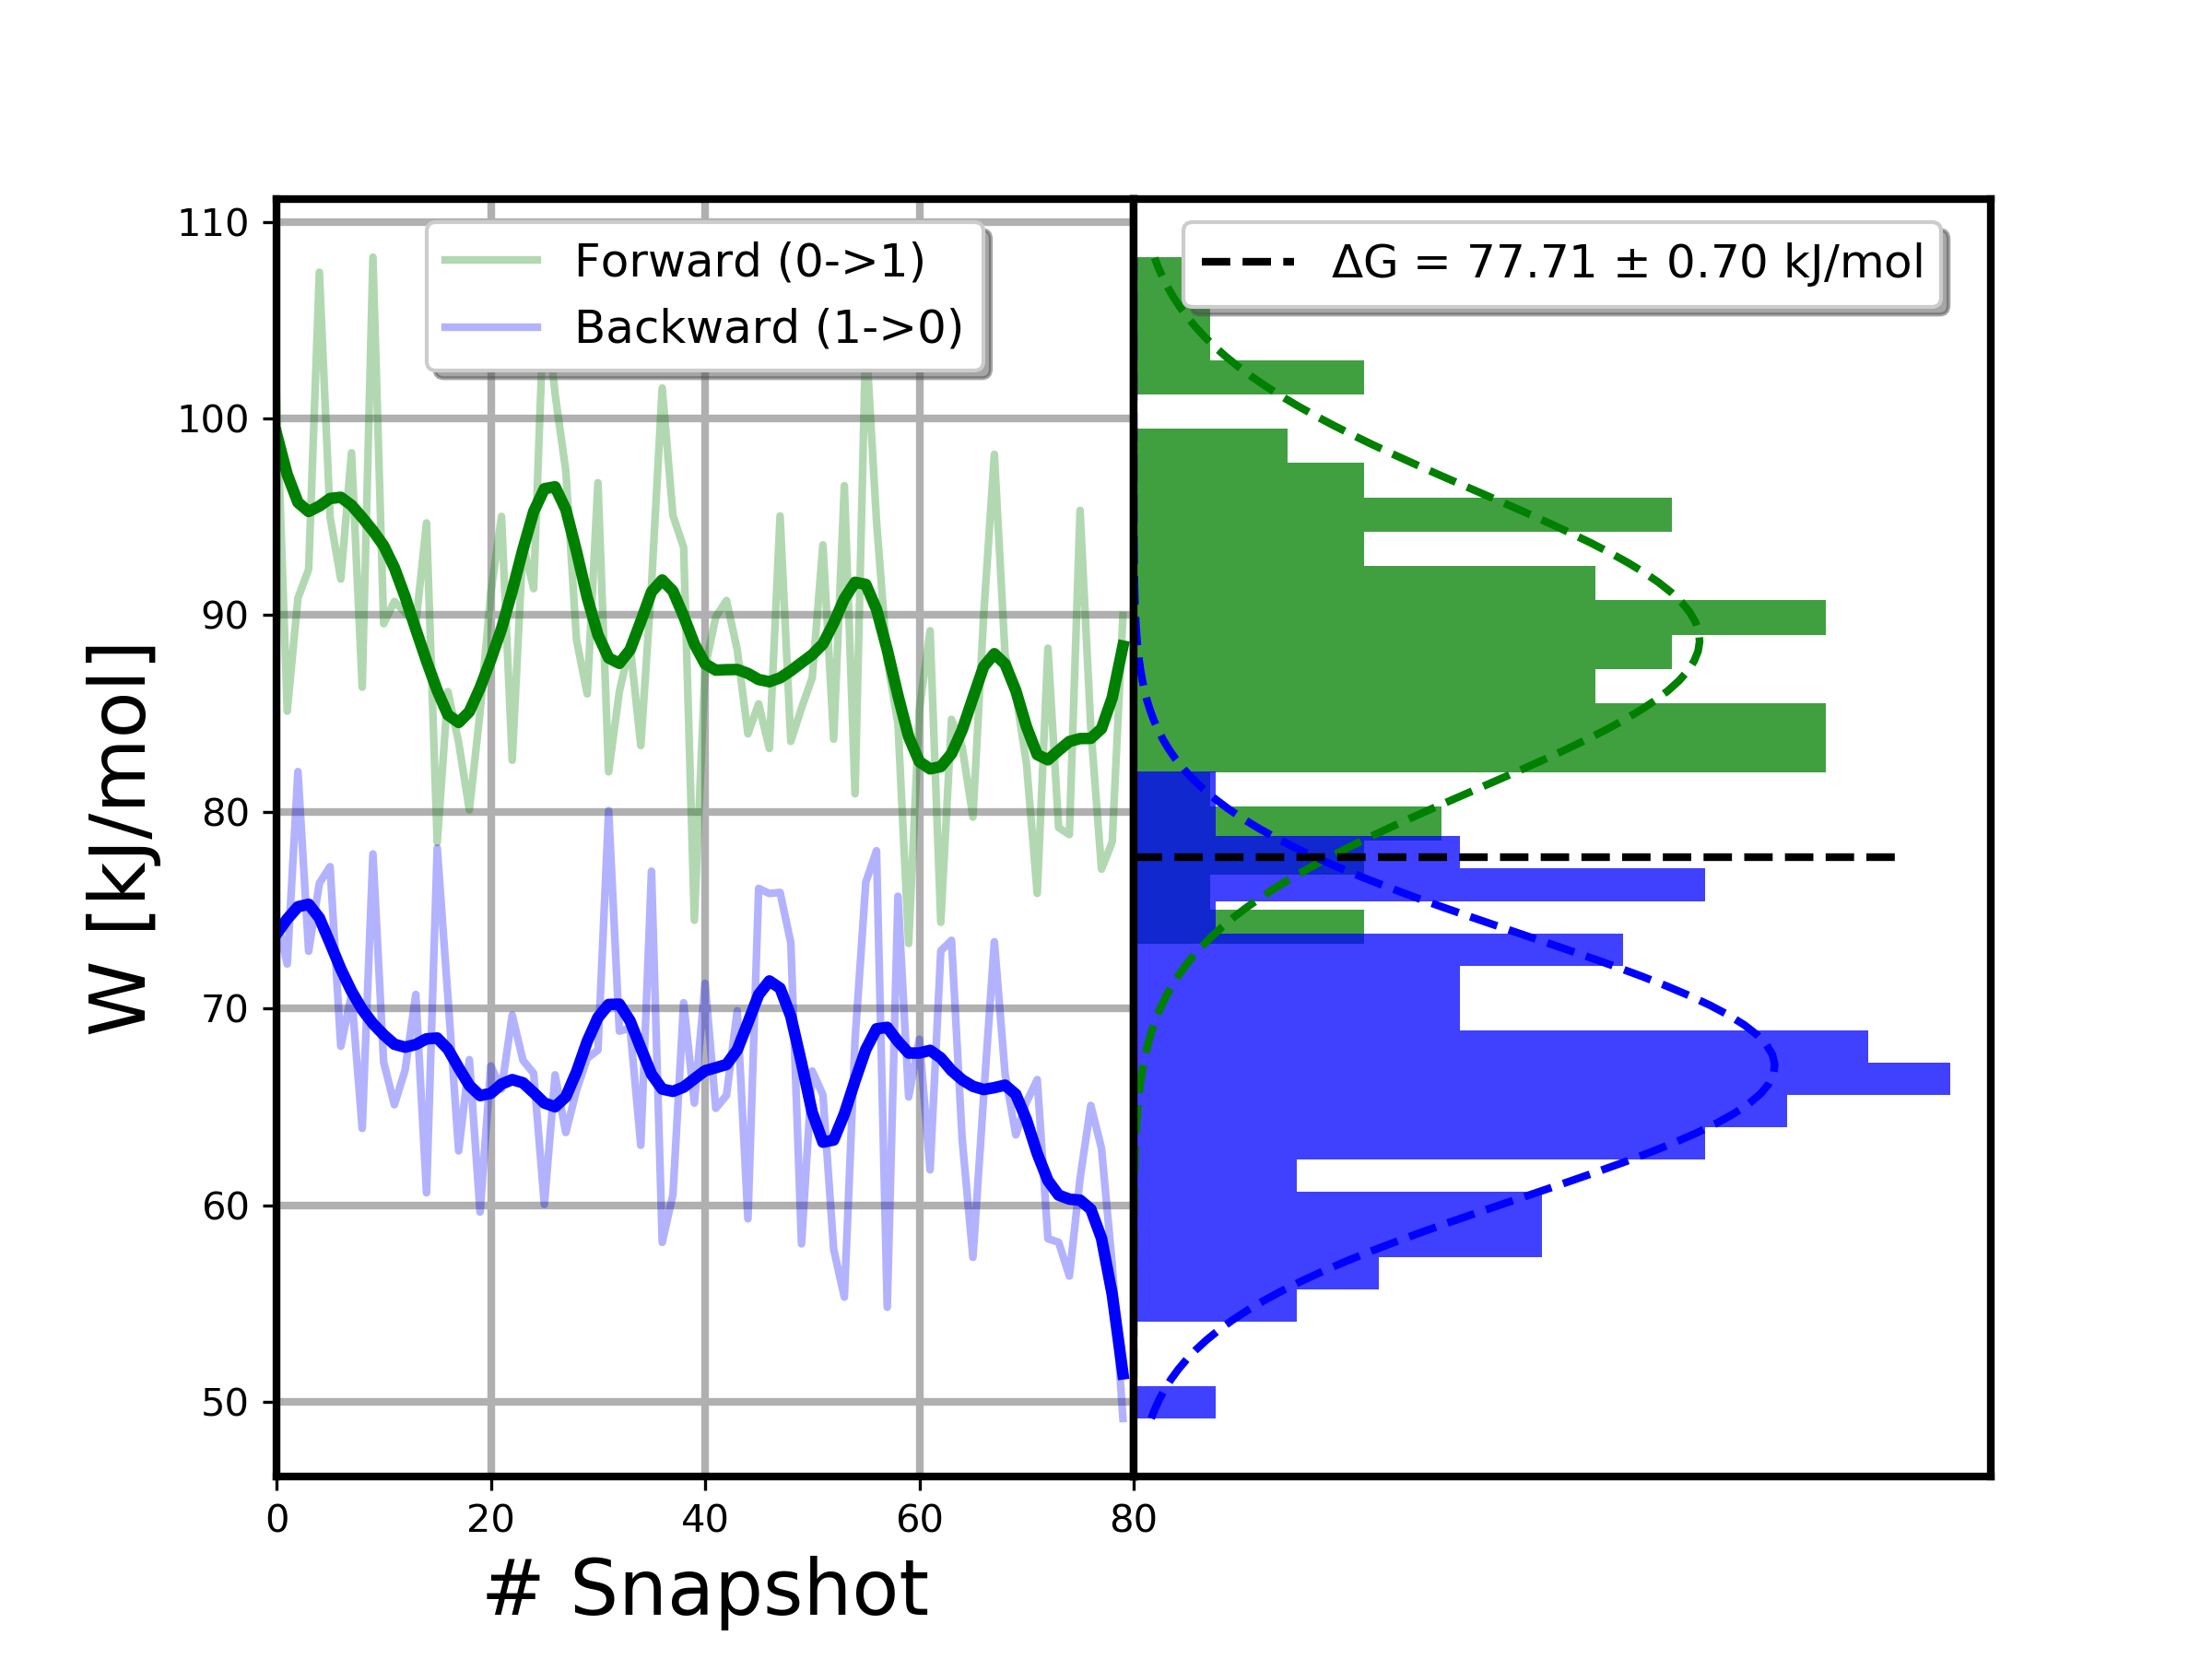 Forward (0->1)
Backward (1->0)
ΔG = 77.71 ± 0.70 kJ/mol
110
100
90
80
70
60
50
W [kJ/mol]
0 20 40 60 80
# Snapshot